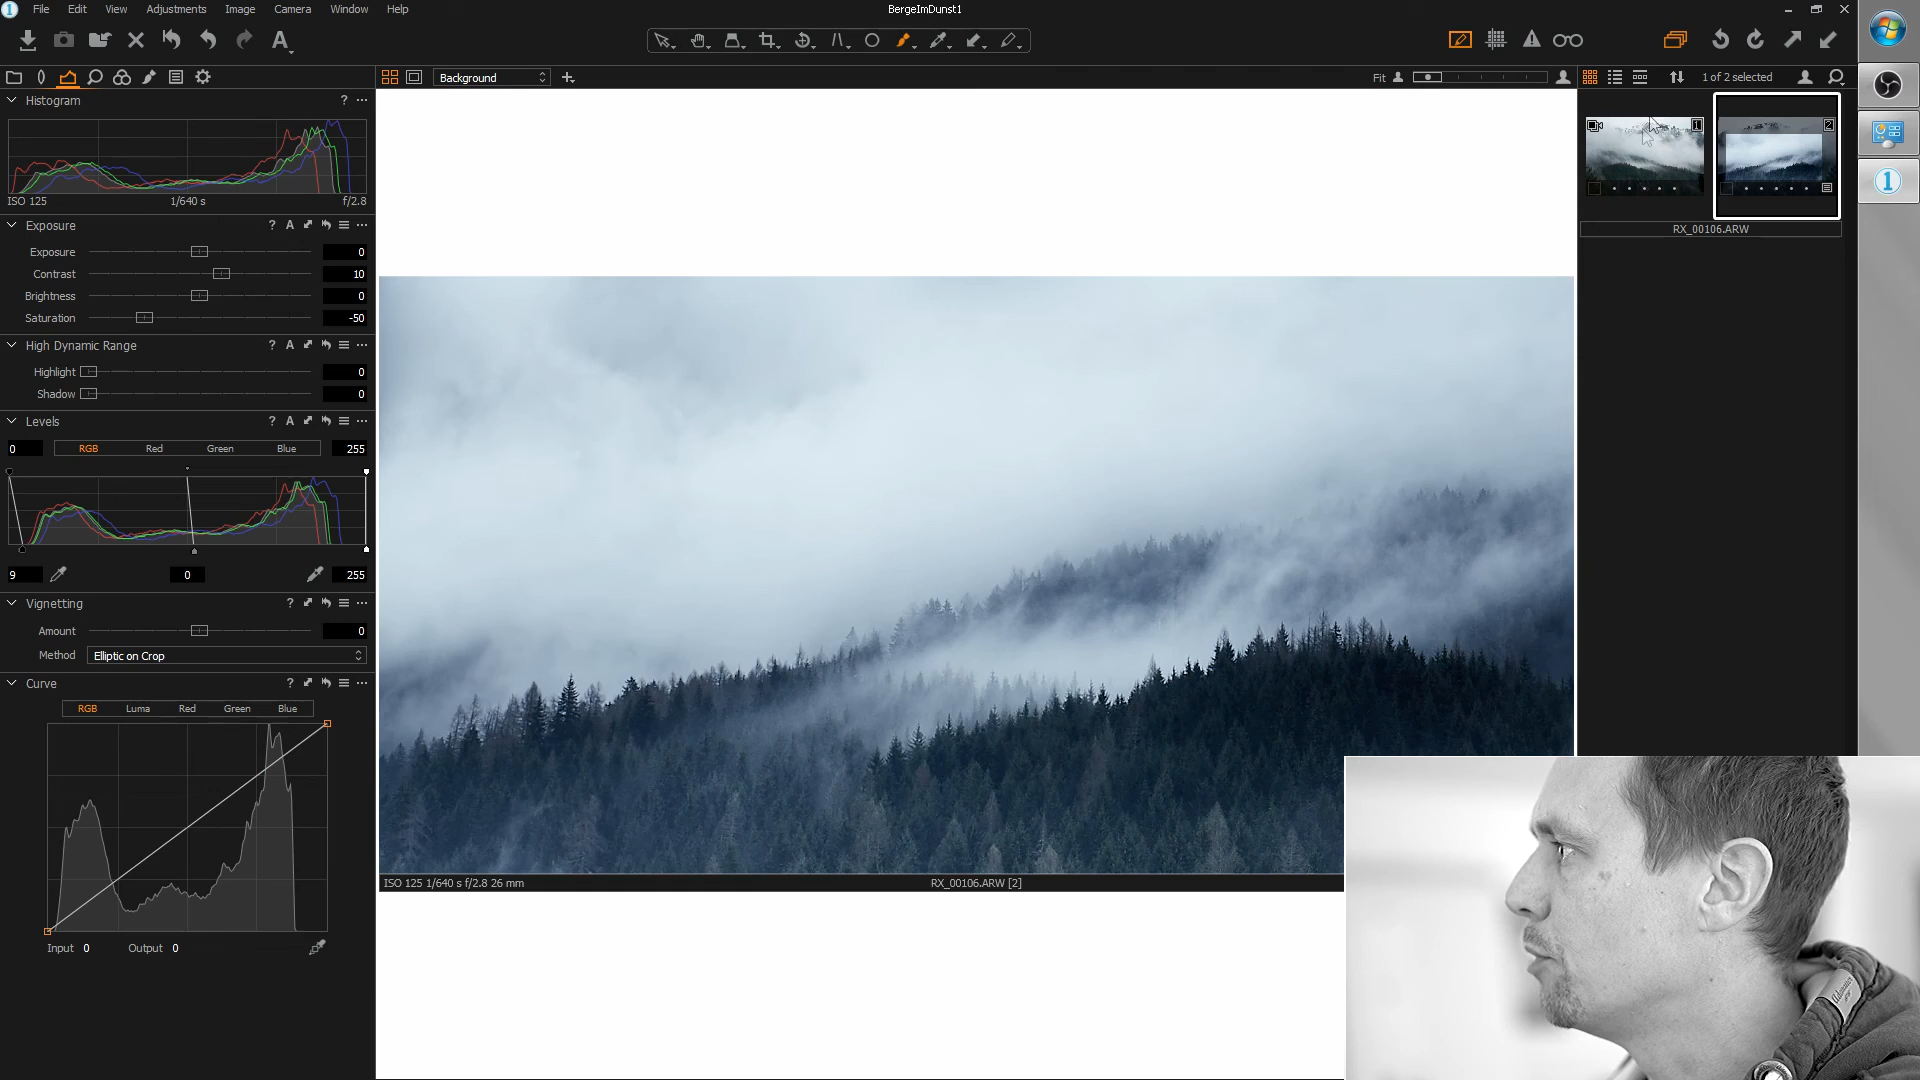 File Edit View Adjustments Image Camera Window Help
BergeImDunst1
Background
Fit
1 of 2 selected
Histogram
ISO 125 1/640 s f/2.8
Exposure
Exposure 0
Contrast 10
Brightness 0
Saturation -50
High Dynamic Range
Highlight 0
Shadow 0
Levels
0 RGB Red Green Blue 255
9 0 255
Vignetting
Amount 0
Method Elliptic on Crop
Curve
RGB Luma Red Green Blue
Input 0 Output 0
1
2
RX_00106.ARW
ISO 125 1/640 s f/2.8 26 mm
RX_00106.ARW [2]